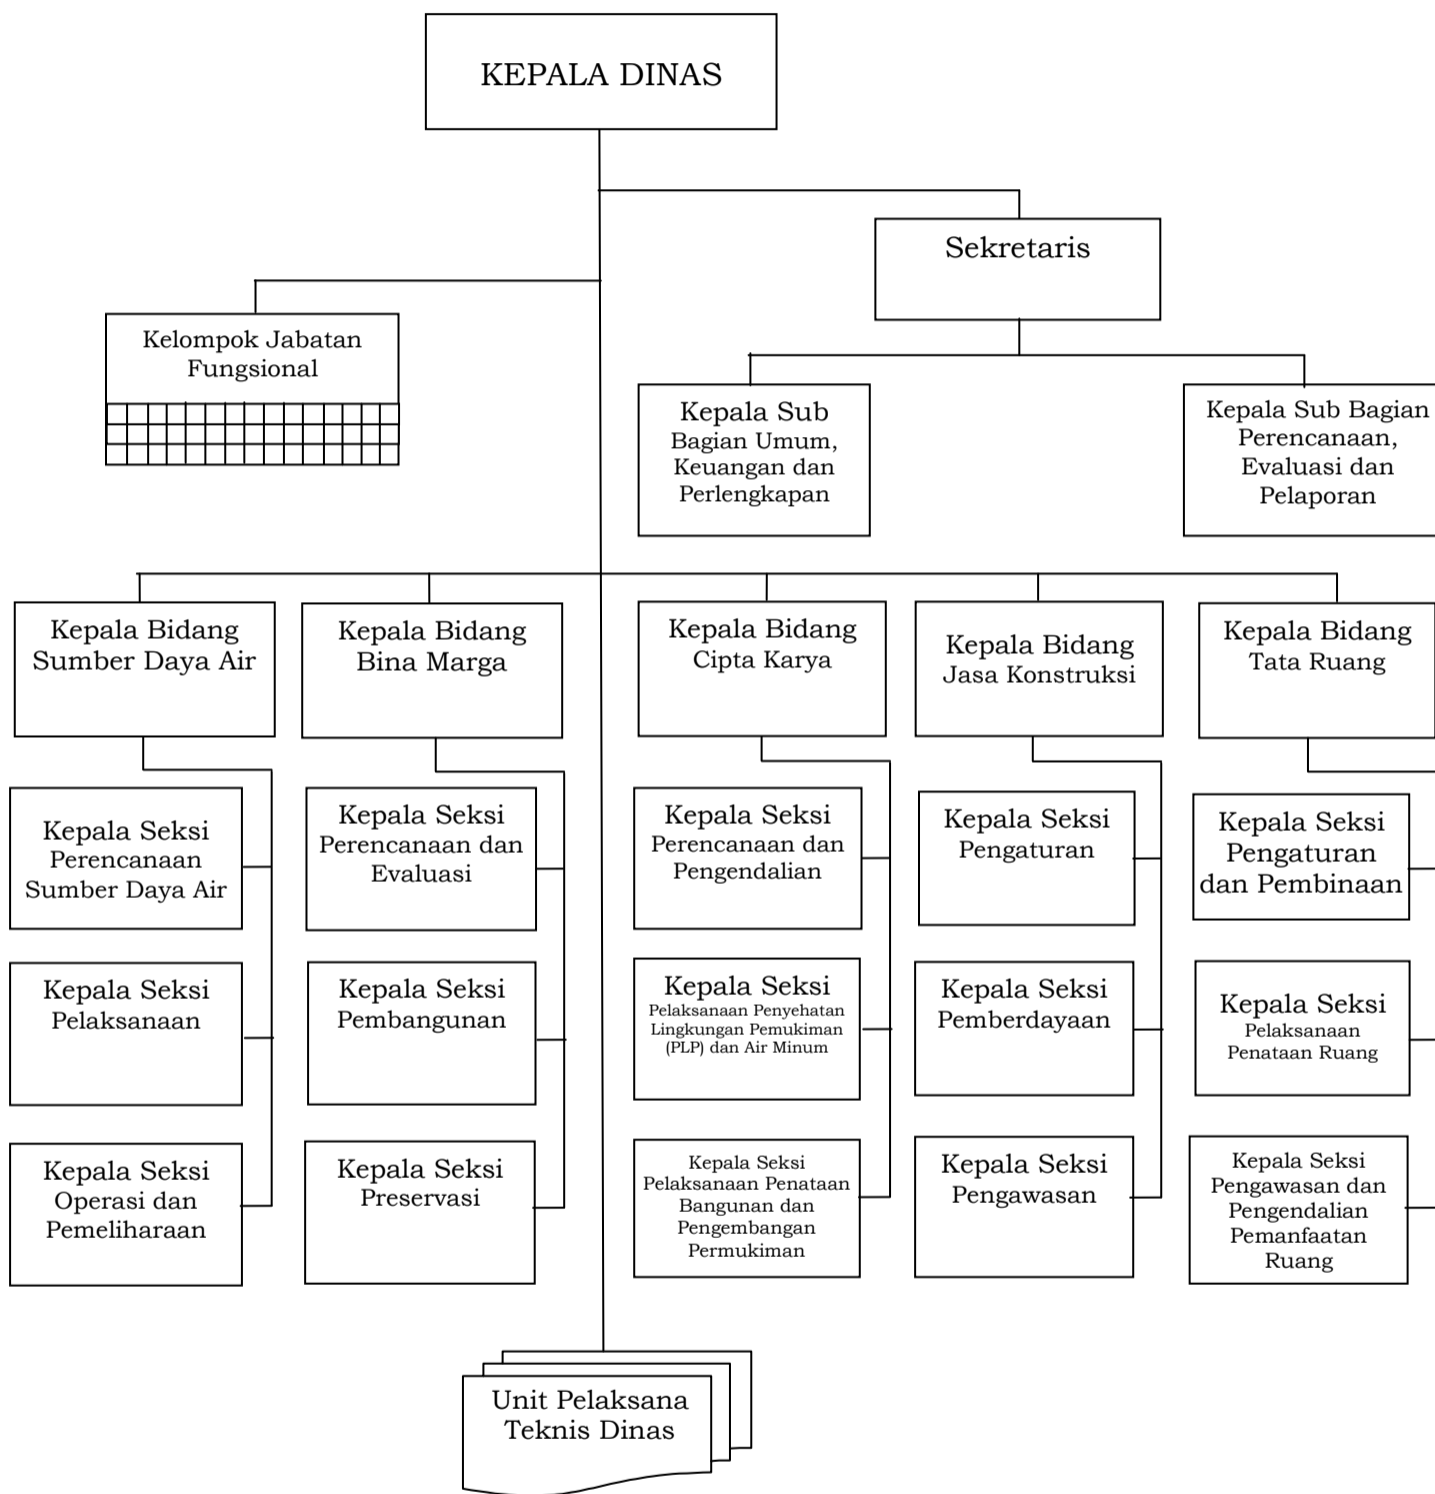 KEPALA DINAS
Sekretaris
Kelompok Jabatan
Fungsional
Kepala Sub
Bagian Umum,
Keuangan dan
Perlengkapan
Kepala Sub Bagian
Perencanaan,
Evaluasi dan
Pelaporan
Kepala Bidang
Sumber Daya Air
Kepala Bidang
Bina Marga
Kepala Bidang
Cipta Karya
Kepala Bidang
Jasa Konstruksi
Kepala Bidang
Tata Ruang
Kepala Seksi
Perencanaan
Sumber Daya Air
Kepala Seksi
Perencanaan dan
Evaluasi
Kepala Seksi
Perencanaan dan
Pengendalian
Kepala Seksi
Pengaturan
Kepala Seksi
Pengaturan
dan Pembinaan
Kepala Seksi
Pelaksanaan
Kepala Seksi
Pembangunan
Kepala Seksi
Pelaksanaan Penyehatan
Lingkungan Pemukiman
(PLP) dan Air Minum
Kepala Seksi
Pemberdayaan
Kepala Seksi
Pelaksanaan
Penataan Ruang
Kepala Seksi
Operasi dan
Pemeliharaan
Kepala Seksi
Preservasi
Kepala Seksi
Pelaksanaan Penataan
Bangunan dan
Pengembangan
Permukiman
Kepala Seksi
Pengawasan
Kepala Seksi
Pengawasan dan
Pengendalian
Pemanfaatan
Ruang
Unit Pelaksana
Teknis Dinas